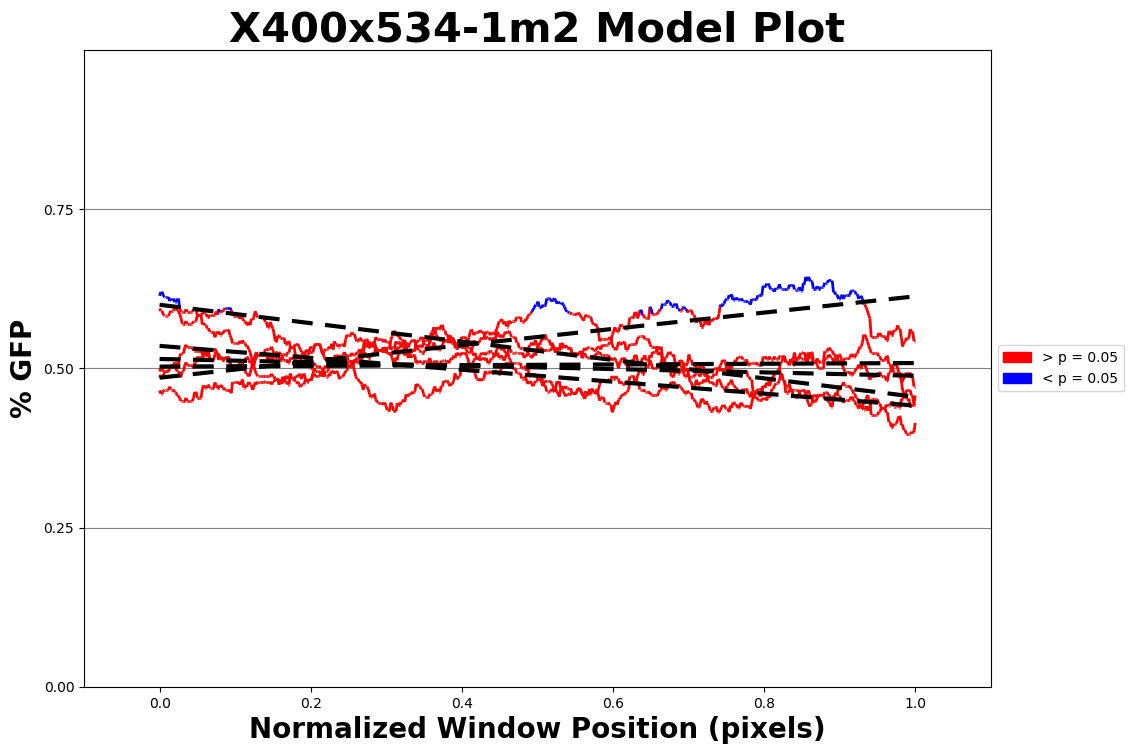 X400x534-1m2 Model Plot
% GFP
0.75
0.50
0.25
0.00
0.0 0.2 0.4 0.6 0.8 1.0
Normalized Window Position (pixels)
> p = 0.05
< p = 0.05